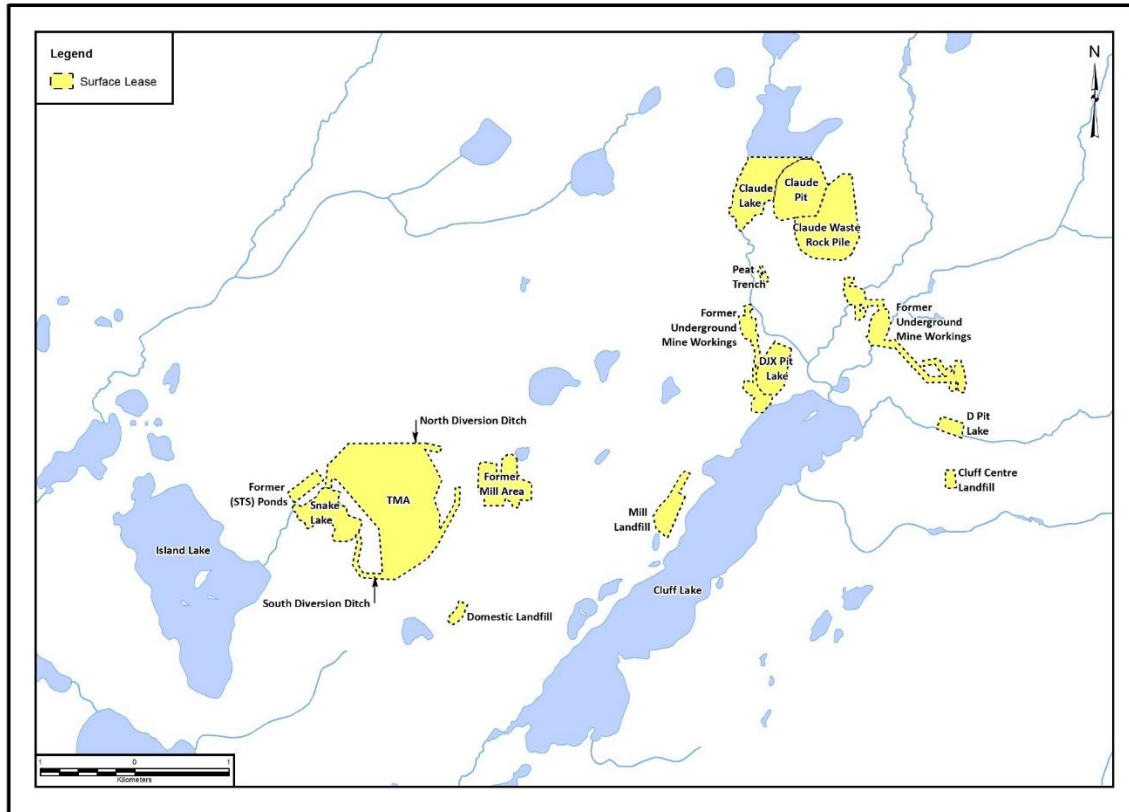 Legend
Surface Lease
N
Claude
Lake
Claude
Pit
Claude Waste
Rock Pile
Peat
Trench
Former
Underground
Mine Workings
Former
Underground
Mine Workings
DJX Pit
Lake
D Pit
Lake
North Diversion Ditch
Former
(STS) Ponds
Snake
Lake
TMA
Former
Mill Area
Cluff Centre
Landfill
Mill
Landfill
Island Lake
Cluff Lake
South Diversion Ditch
Domestic Landfill
1 0 1
Kilometers